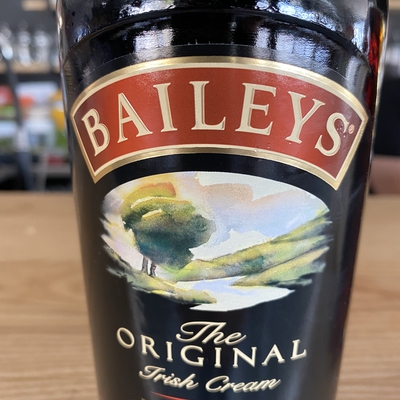 BAILEYS®
The
ORIGINAL
Irish Cream